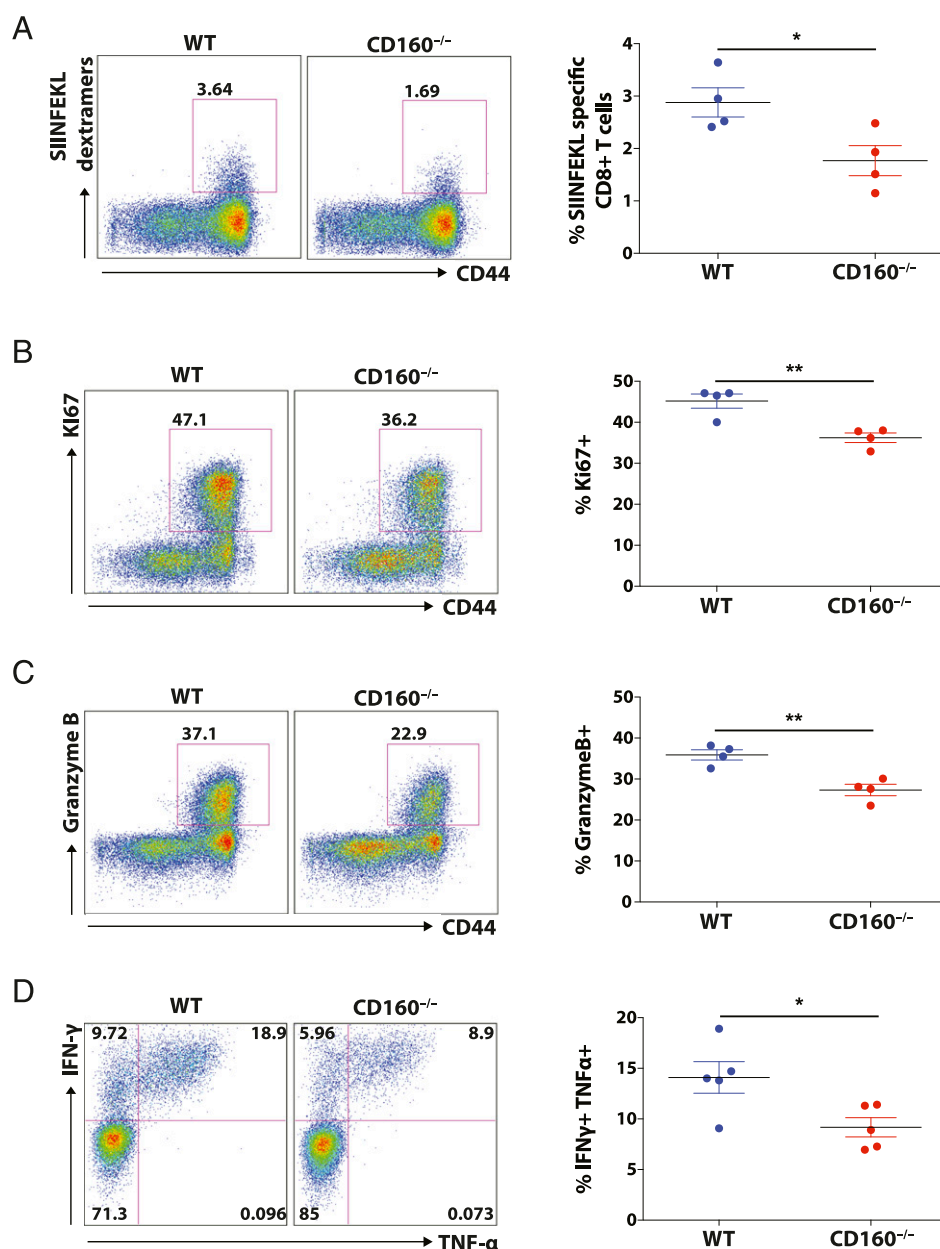 A
WT
CD160⁻/⁻
SIINFEKL
dextramers
3.64
1.69
CD44
% SIINFEKL specific
CD8+ T cells
4
3
2
1
0
*
WT
CD160⁻/⁻
B
WT
CD160⁻/⁻
KI67
47.1
36.2
CD44
% Ki67+
50
40
30
20
10
0
**
WT
CD160⁻/⁻
C
WT
CD160⁻/⁻
Granzyme B
37.1
22.9
CD44
% GranzymeB+
50
40
30
20
10
0
**
WT
CD160⁻/⁻
D
WT
CD160⁻/⁻
IFN-γ
9.72 18.9
5.96 8.9
71.3 0.096
85 0.073
TNF-α
% IFNγ+ TNFα+
20
15
10
5
0
*
WT
CD160⁻/⁻